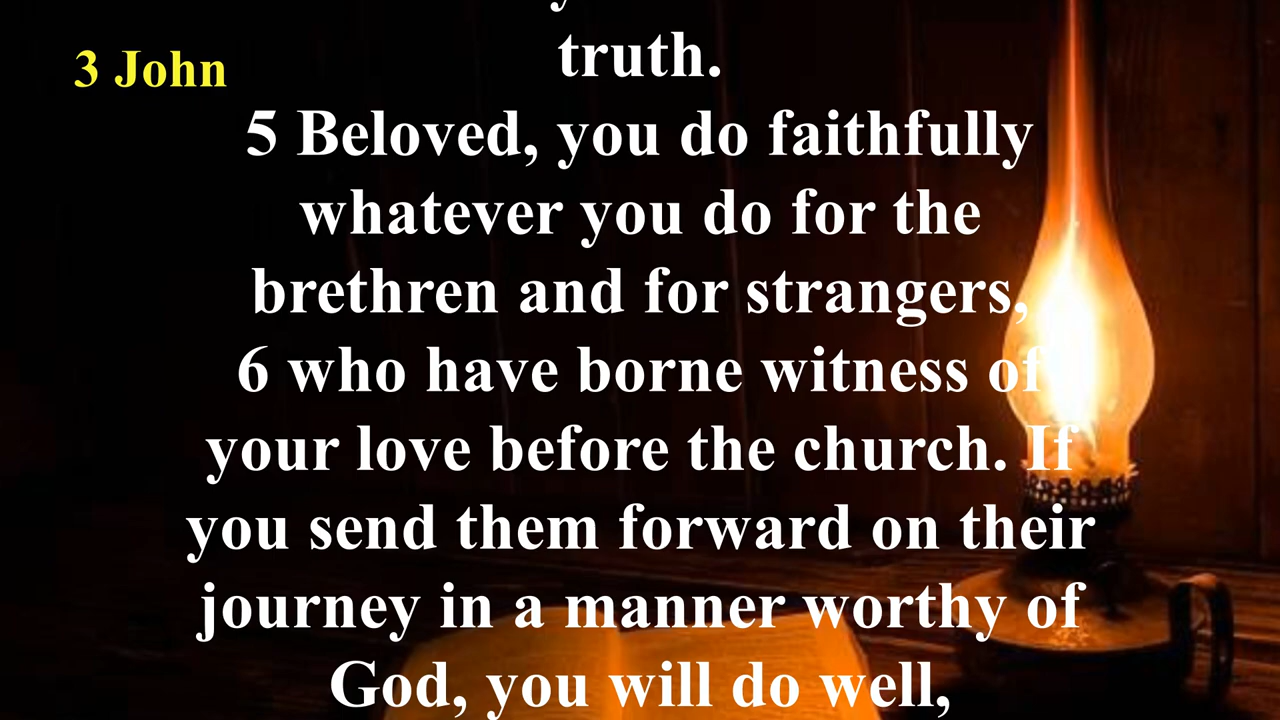 3 John
truth.
5 Beloved, you do faithfully
whatever you do for the
brethren and for strangers,
6 who have borne witness of
your love before the church. If
you send them forward on their
journey in a manner worthy of
God, you will do well,